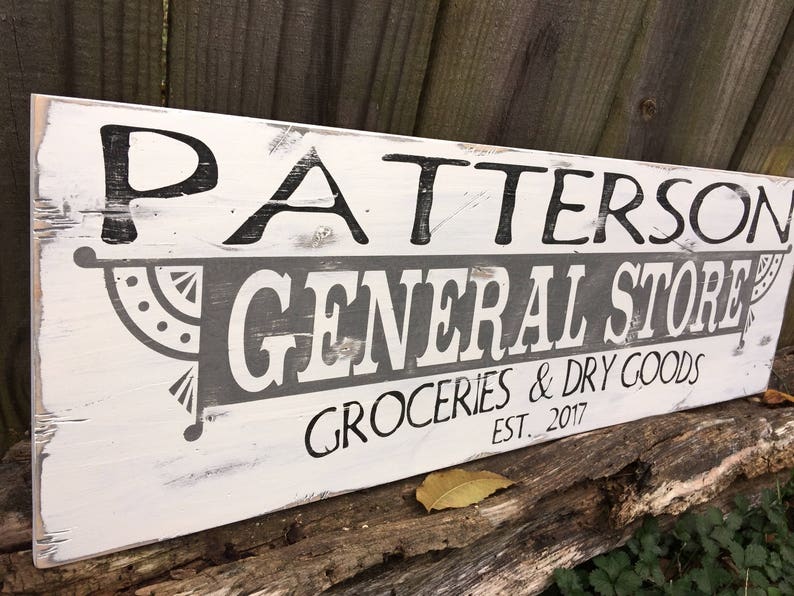 PATTERSON
GENERAL STORE
GROCERIES & DRY GOODS
EST. 2017